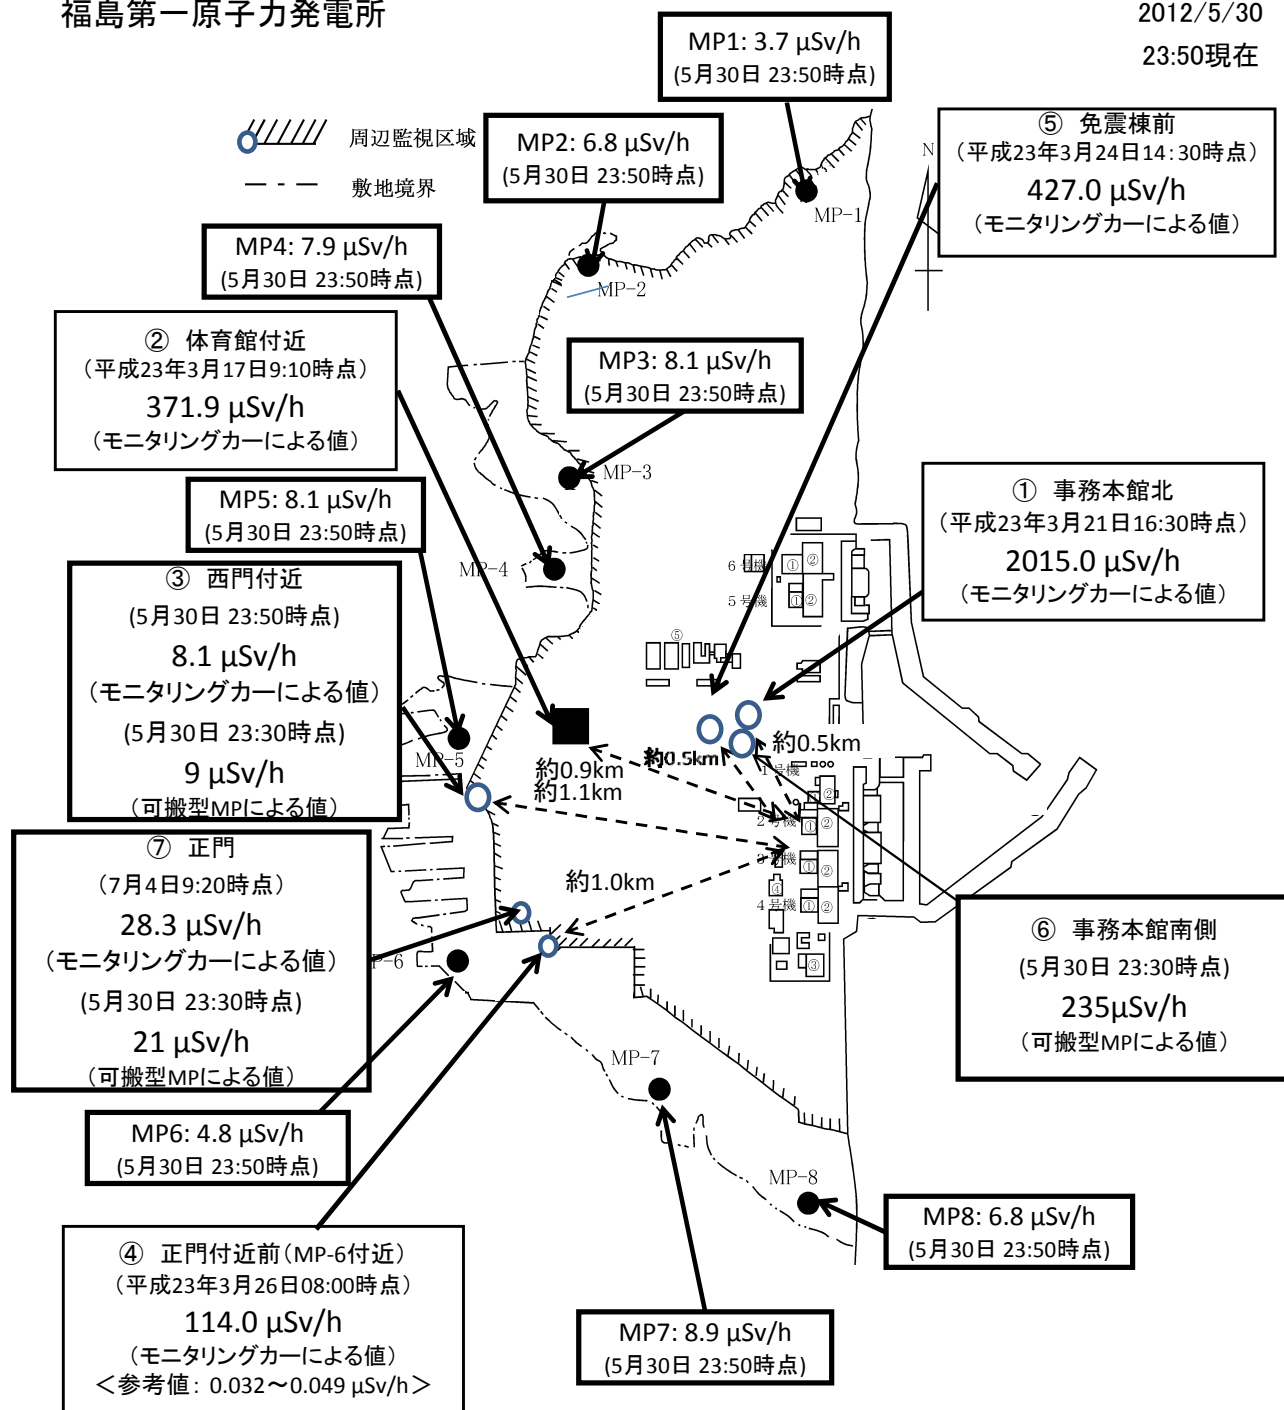 福島第一原子力発電所
2012/5/30
23:50現在
周辺監視区域
敷地境界
N
MP1: 3.7 μSv/h
(5月30日 23:50時点)
MP2: 6.8 μSv/h
(5月30日 23:50時点)
⑤ 免震棟前
(平成23年3月24日14:30時点)
427.0 μSv/h
(モニタリングカーによる値)
MP-1
MP4: 7.9 μSv/h
(5月30日 23:50時点)
MP-2
② 体育館付近
(平成23年3月17日9:10時点)
371.9 μSv/h
(モニタリングカーによる値)
MP3: 8.1 μSv/h
(5月30日 23:50時点)
MP-3
MP5: 8.1 μSv/h
(5月30日 23:50時点)
① 事務本館北
(平成23年3月21日16:30時点)
2015.0 μSv/h
(モニタリングカーによる値)
MP-4
③ 西門付近
(5月30日 23:50時点)
8.1 μSv/h
(モニタリングカーによる値)
(5月30日 23:30時点)
9 μSv/h
(可搬型MPによる値)
6号機
① ②
5号機
① ②
⑤
MP-5
約0.5km
約0.5km
約0.9km
約1.1km
1号機
① ②
2号機
① ②
3号機
① ②
④
4号機
① ②
③
約1.0km
⑦ 正門
(7月4日9:20時点)
28.3 μSv/h
(モニタリングカーによる値)
(5月30日 23:30時点)
21 μSv/h
(可搬型MPによる値)
P-6
⑥ 事務本館南側
(5月30日 23:30時点)
235μSv/h
(可搬型MPによる値)
MP-7
MP6: 4.8 μSv/h
(5月30日 23:50時点)
MP-8
MP8: 6.8 μSv/h
(5月30日 23:50時点)
④ 正門付近前(MP-6付近)
(平成23年3月26日08:00時点)
114.0 μSv/h
(モニタリングカーによる値)
<参考値: 0.032~0.049 μSv/h>
MP7: 8.9 μSv/h
(5月30日 23:50時点)